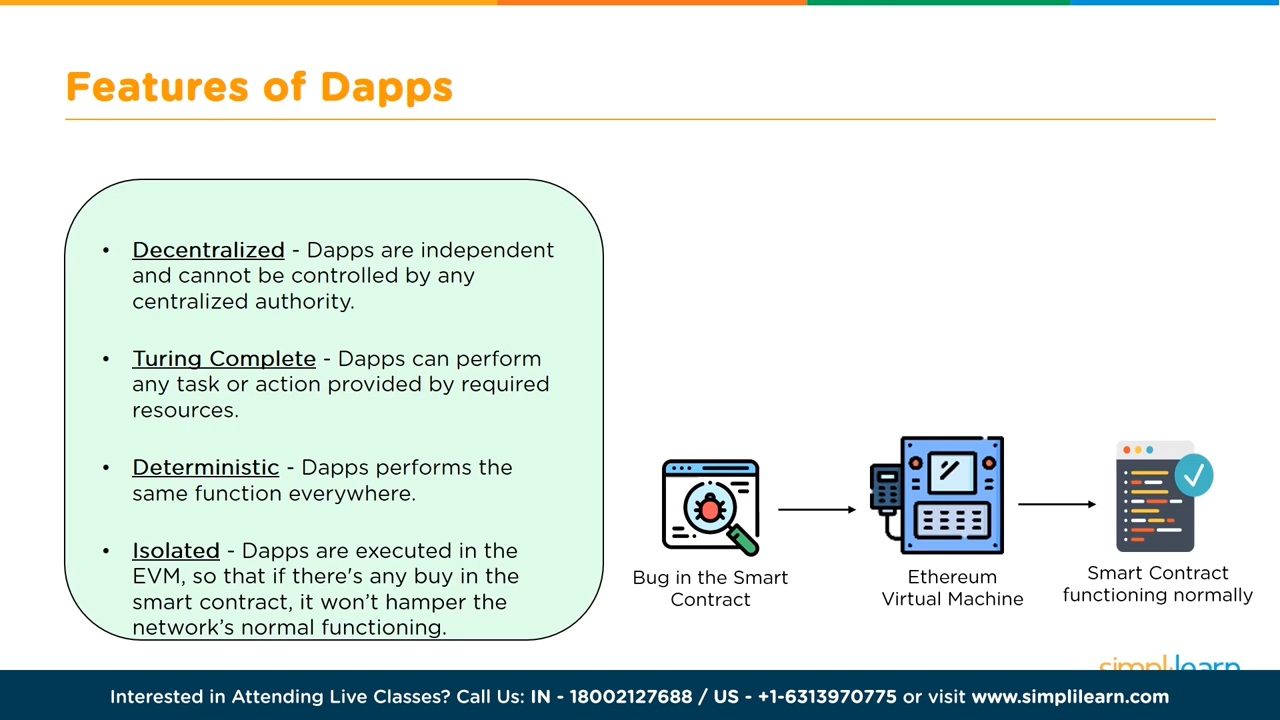 Features of Dapps
• Decentralized - Dapps are independent
and cannot be controlled by any
centralized authority.
• Turing Complete - Dapps can perform
any task or action provided by required
resources.
• Deterministic - Dapps performs the
same function everywhere.
• Isolated - Dapps are executed in the
EVM, so that if there's any buy in the
smart contract, it won’t hamper the
network’s normal functioning.
Bug in the Smart
Contract
Ethereum
Virtual Machine
Smart Contract
functioning normally
simplilearn
Interested in Attending Live Classes? Call Us: IN - 18002127688 / US - +1-6313970775 or visit www.simplilearn.com